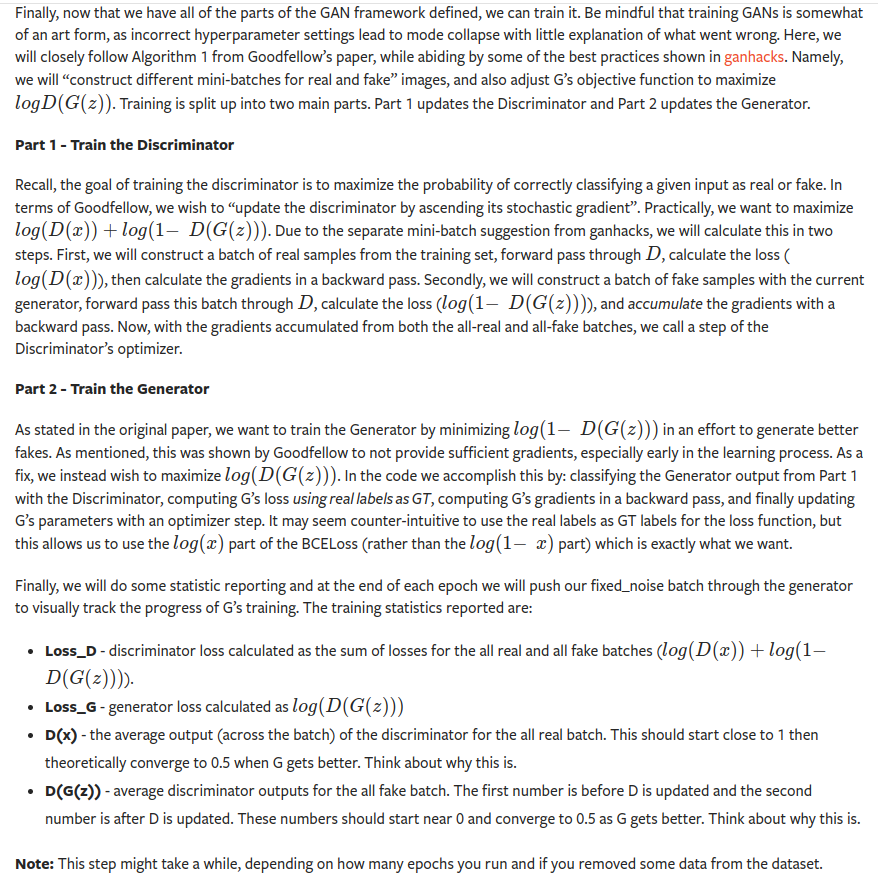 Finally, now that we have all of the parts of the GAN framework defined, we can train it. Be mindful that training GANs is somewhat
of an art form, as incorrect hyperparameter settings lead to mode collapse with little explanation of what went wrong. Here, we
will closely follow Algorithm 1 from Goodfellow’s paper, while abiding by some of the best practices shown in ganhacks. Namely,
we will “construct different mini-batches for real and fake” images, and also adjust G’s objective function to maximize
logD(G(z)). Training is split up into two main parts. Part 1 updates the Discriminator and Part 2 updates the Generator.
Part 1 - Train the Discriminator
Recall, the goal of training the discriminator is to maximize the probability of correctly classifying a given input as real or fake. In
terms of Goodfellow, we wish to “update the discriminator by ascending its stochastic gradient”. Practically, we want to maximize
log(D(x)) + log(1− D(G(z))). Due to the separate mini-batch suggestion from ganhacks, we will calculate this in two
steps. First, we will construct a batch of real samples from the training set, forward pass through D, calculate the loss (
log(D(x))), then calculate the gradients in a backward pass. Secondly, we will construct a batch of fake samples with the current
generator, forward pass this batch through D, calculate the loss (log(1− D(G(z)))), and accumulate the gradients with a
backward pass. Now, with the gradients accumulated from both the all-real and all-fake batches, we call a step of the
Discriminator’s optimizer.
Part 2 - Train the Generator
As stated in the original paper, we want to train the Generator by minimizing log(1− D(G(z))) in an effort to generate better
fakes. As mentioned, this was shown by Goodfellow to not provide sufficient gradients, especially early in the learning process. As a
fix, we instead wish to maximize log(D(G(z))). In the code we accomplish this by: classifying the Generator output from Part 1
with the Discriminator, computing G’s loss using real labels as GT, computing G’s gradients in a backward pass, and finally updating
G’s parameters with an optimizer step. It may seem counter-intuitive to use the real labels as GT labels for the loss function, but
this allows us to use the log(x) part of the BCELoss (rather than the log(1− x) part) which is exactly what we want.
Finally, we will do some statistic reporting and at the end of each epoch we will push our fixed_noise batch through the generator
to visually track the progress of G’s training. The training statistics reported are:
• Loss_D - discriminator loss calculated as the sum of losses for the all real and all fake batches (log(D(x)) + log(1−
D(G(z)))).
• Loss_G - generator loss calculated as log(D(G(z)))
• D(x) - the average output (across the batch) of the discriminator for the all real batch. This should start close to 1 then
theoretically converge to 0.5 when G gets better. Think about why this is.
• D(G(z)) - average discriminator outputs for the all fake batch. The first number is before D is updated and the second
number is after D is updated. These numbers should start near 0 and converge to 0.5 as G gets better. Think about why this is.
Note: This step might take a while, depending on how many epochs you run and if you removed some data from the dataset.